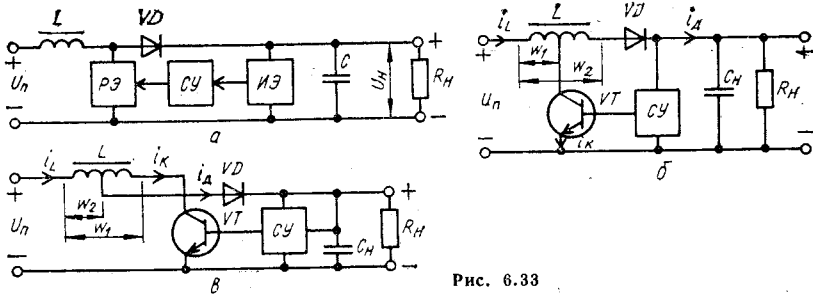 L VD
+ +
Uп РЭ СУ ИЭ C Uн Rн
− −
а
iL L VD iд
+ +
w1
w2
Uп VT СУ Cн Rн
iк
− −
б
iL L iк iд VD
+ +
w2
w1
Uп VT СУ Cн Rн
− −
в
Рис. 6.33